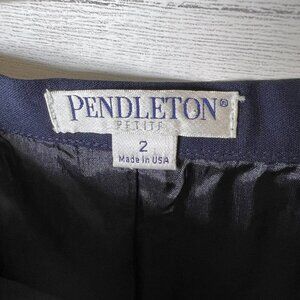 PENDLETON®
PETITE
2
Made in USA